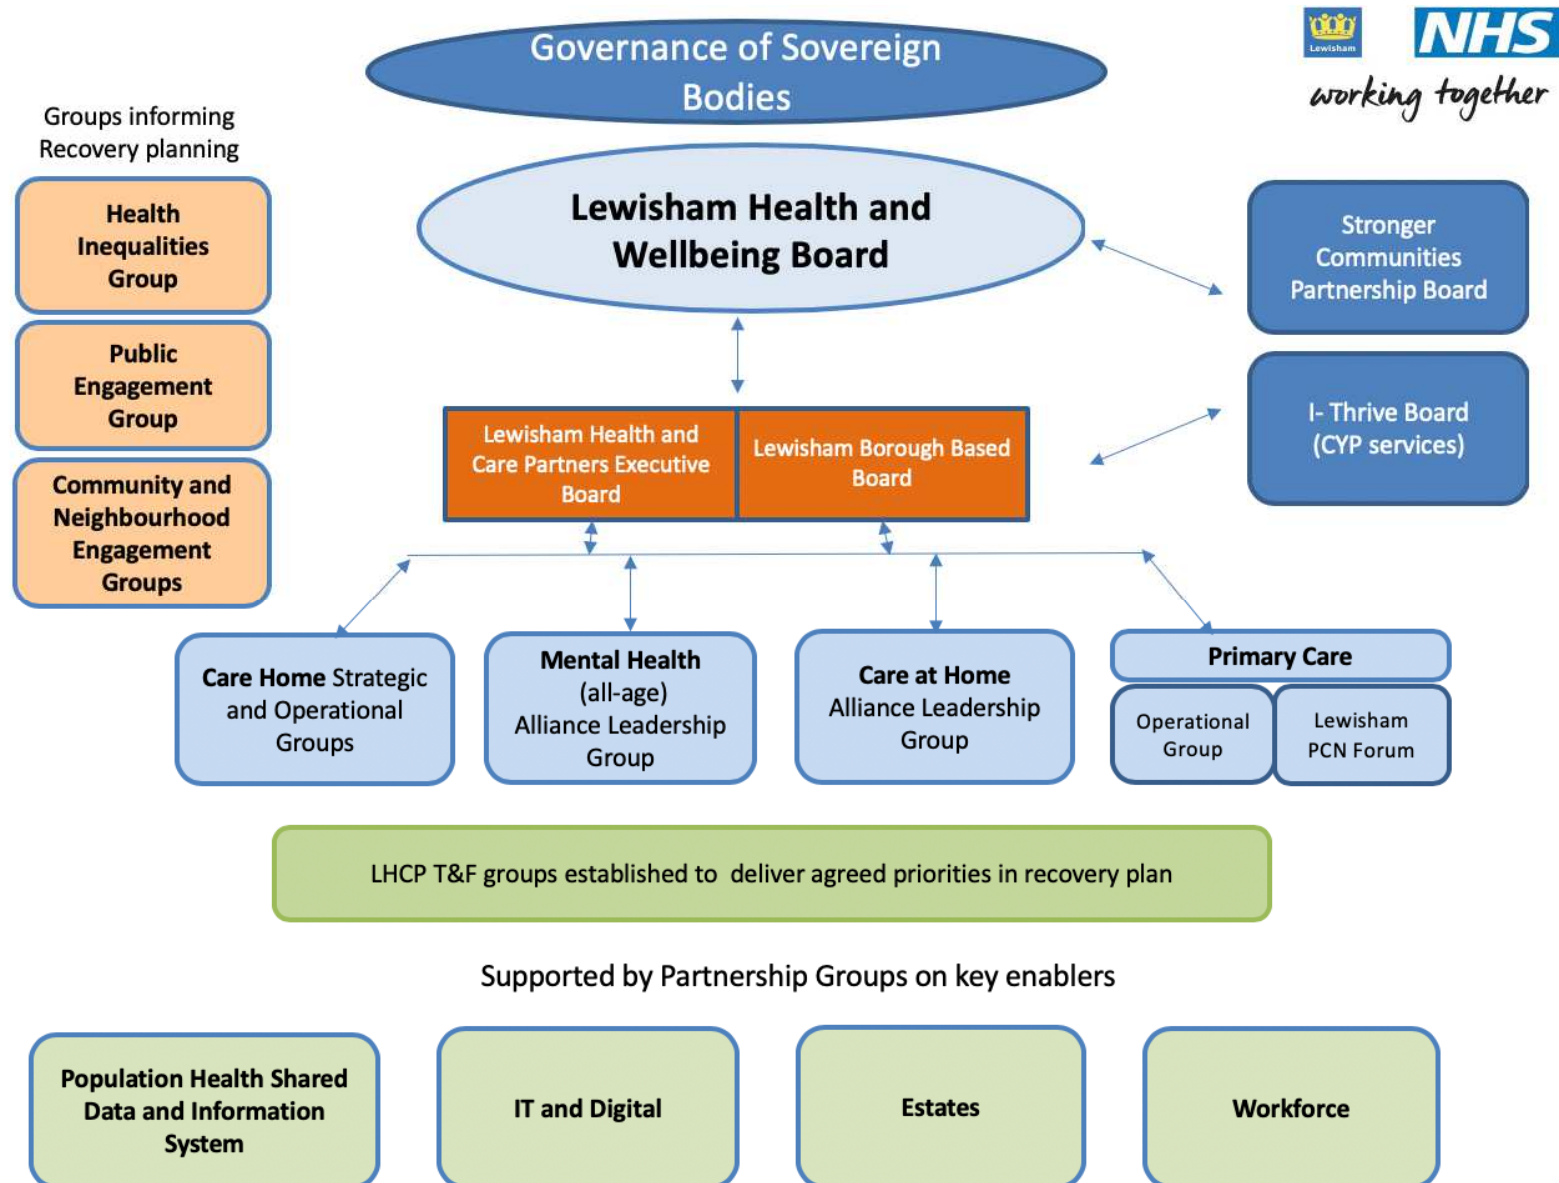 Governance of Sovereign
Bodies
Lewisham
NHS
working together
Groups informing
Recovery planning
Health
Inequalities
Group
Public
Engagement
Group
Community and
Neighbourhood
Engagement
Groups
Lewisham Health and
Wellbeing Board
Stronger
Communities
Partnership Board
I- Thrive Board
(CYP services)
Lewisham Health and
Care Partners Executive
Board
Lewisham Borough Based
Board
Care Home Strategic
and Operational
Groups
Mental Health
(all-age)
Alliance Leadership
Group
Care at Home
Alliance Leadership
Group
Primary Care
Operational
Group
Lewisham
PCN Forum
LHCP T&F groups established to  deliver agreed priorities in recovery plan
Supported by Partnership Groups on key enablers
Population Health Shared
Data and Information
System
IT and Digital
Estates
Workforce